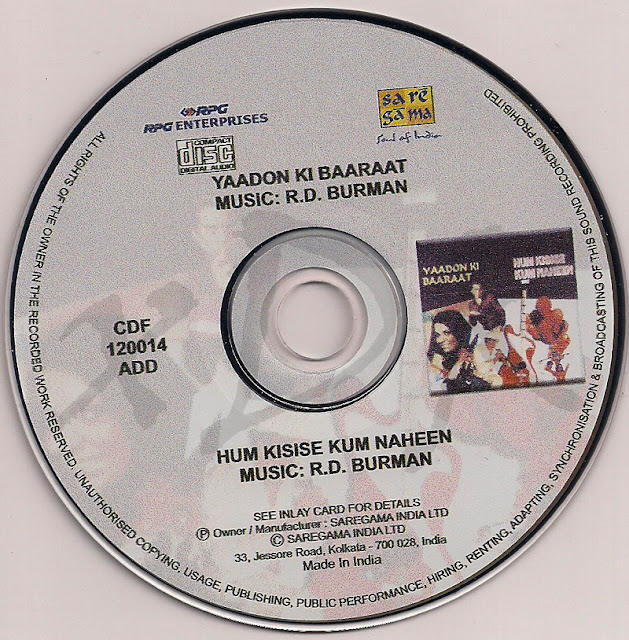 RPG
RPG ENTERPRISES
sa re
ga ma
Soul of India
COMPACT
disc
DIGITAL AUDIO
YAADON KI BAARAAT
MUSIC: R.D. BURMAN
YAADON KI
BAARAAT
HUM KISISE
KUM NAHEEN
CDF
120014
ADD
HUM KISISE KUM NAHEEN
MUSIC: R.D. BURMAN
SEE INLAY CARD FOR DETAILS
Ⓟ Owner / Manufacturer : SAREGAMA INDIA LTD
© SAREGAMA INDIA LTD
33, Jessore Road, Kolkata - 700 028, India
Made In India
ALL RIGHTS OF THE OWNER IN THE RECORDED WORK RESERVED. UNAUTHORISED COPYING, USAGE, PUBLISHING, PUBLIC PERFORMANCE, HIRING, RENTING, ADAPTING, SYNCHRONISATION & BROADCASTING OF THIS SOUND RECORDING PROHIBITED